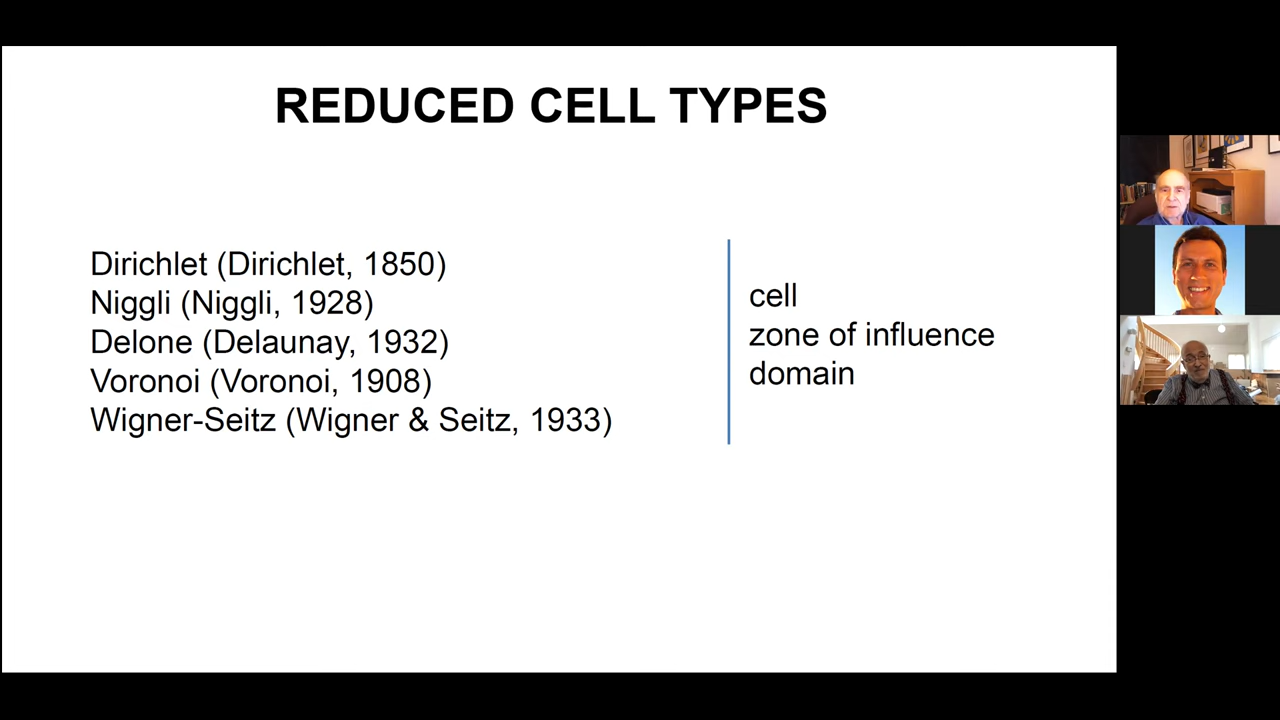 REDUCED CELL TYPES
Dirichlet (Dirichlet, 1850)
Niggli (Niggli, 1928)
Delone (Delaunay, 1932)
Voronoi (Voronoi, 1908)
Wigner-Seitz (Wigner & Seitz, 1933)
cell
zone of influence
domain